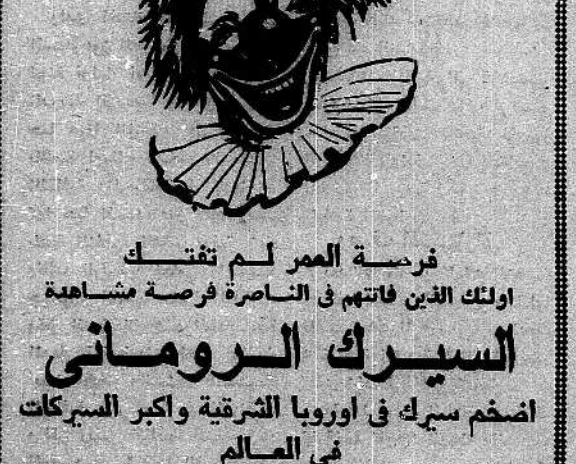 فرصة العمر لم تفتك
اولئك الذين فاتتهم فى الناصرة فرصة مشاهدة
السيرك الرومانى
اضخم سيرك فى اوروبا الشرقية واكبر السيركات
فى العالم